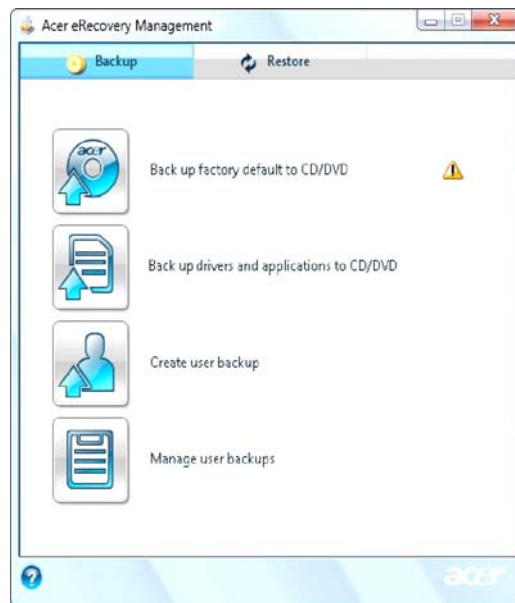 Acer eRecovery Management
Backup
Restore
acer
Back up factory default to CD/DVD
Back up drivers and applications to CD/DVD
Create user backup
Manage user backups
?
acer